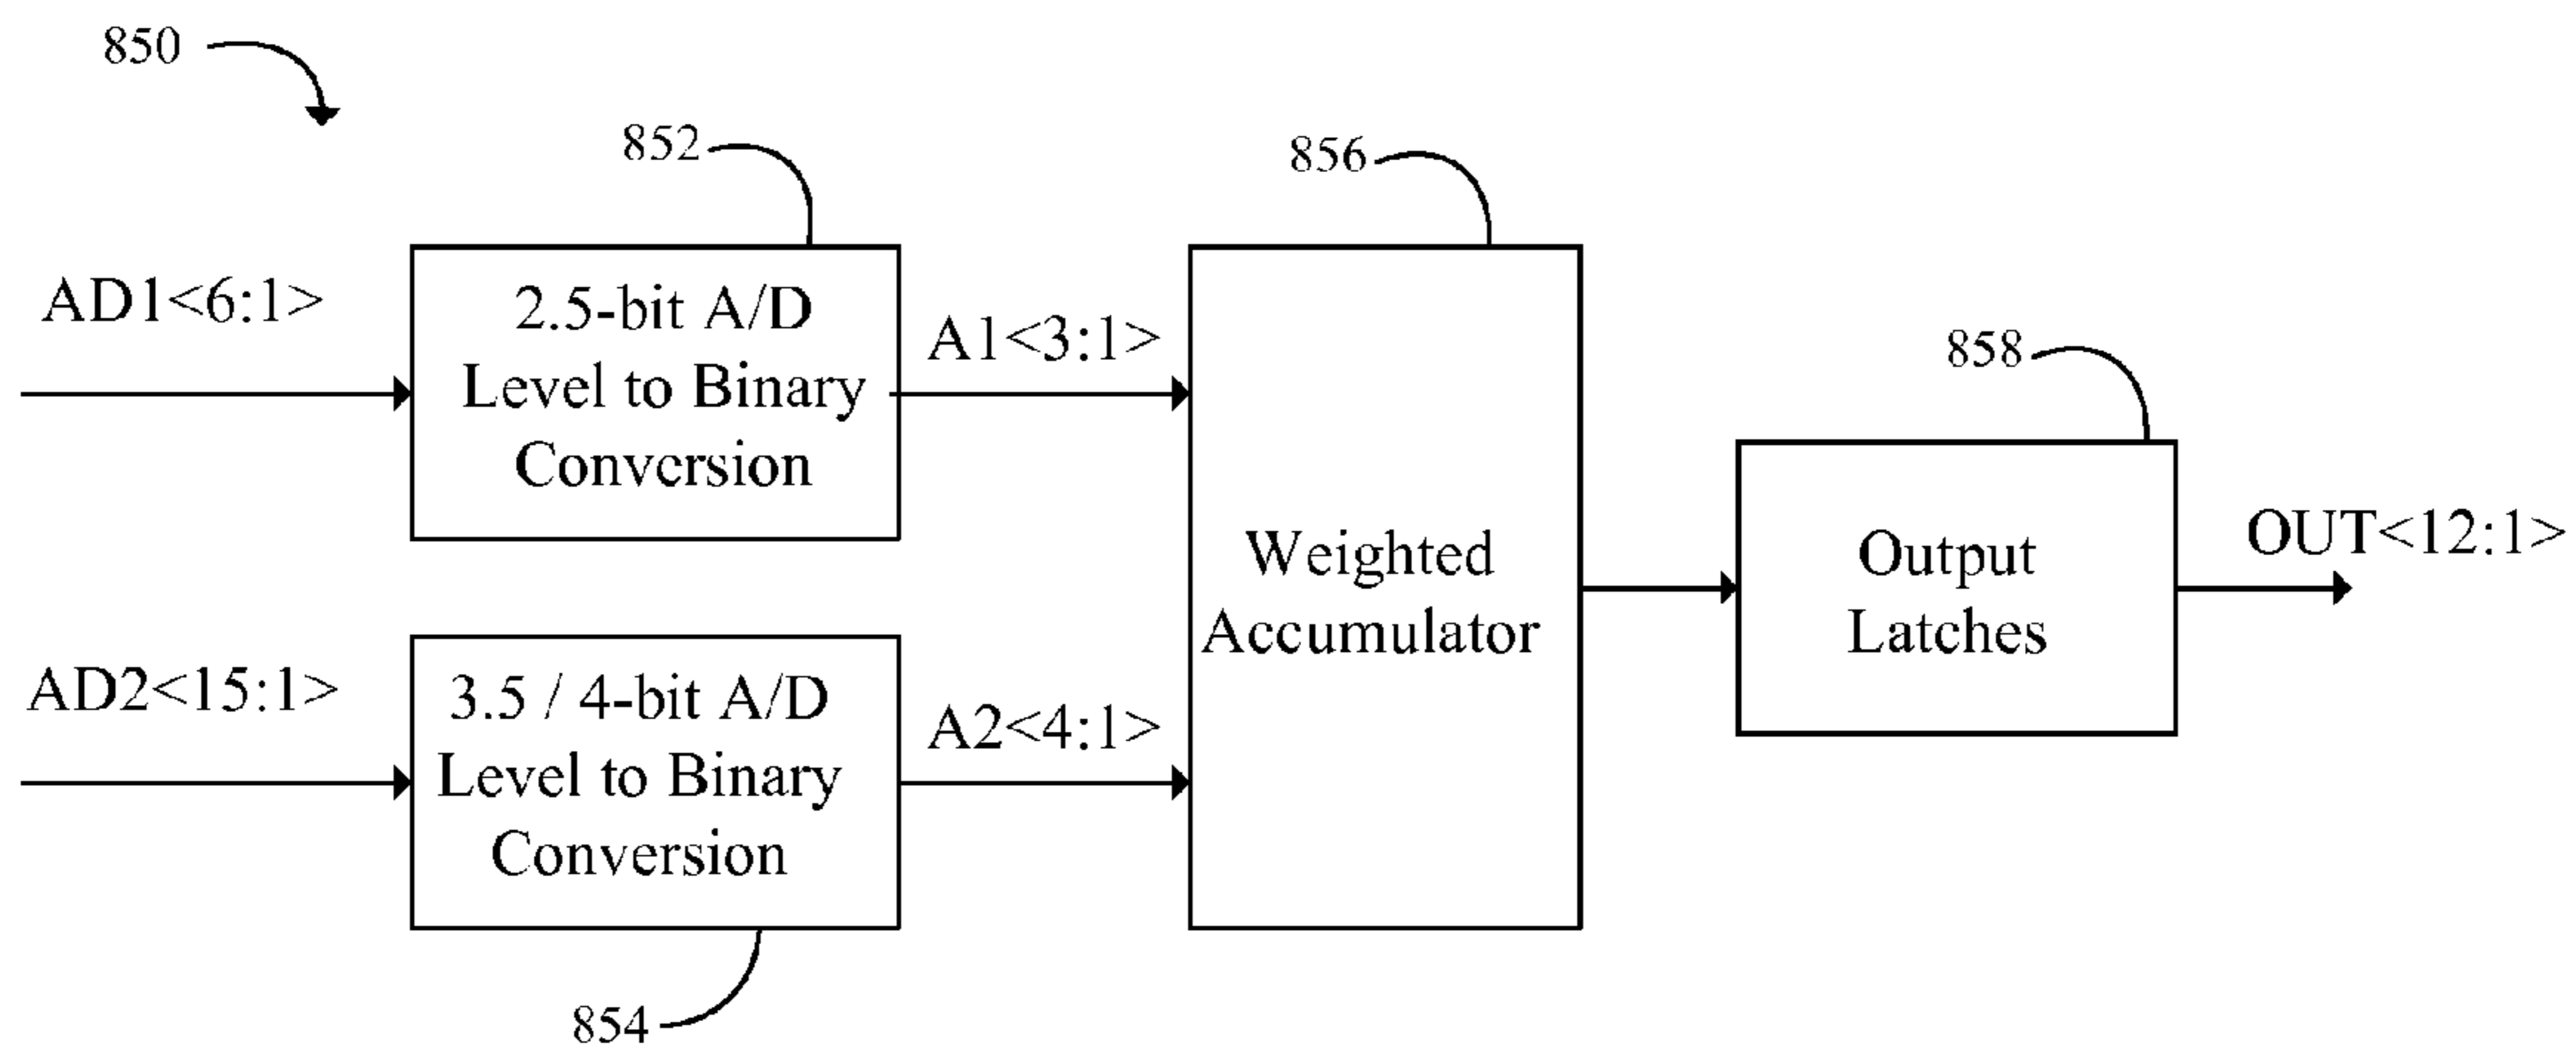 850
852
856
AD1<6:1>
2.5-bit A/D
Level to Binary
Conversion
A1<3:1>
858
Weighted
Accumulator
Output
Latches
OUT<12:1>
AD2<15:1>
3.5 / 4-bit A/D
Level to Binary
Conversion
A2<4:1>
854